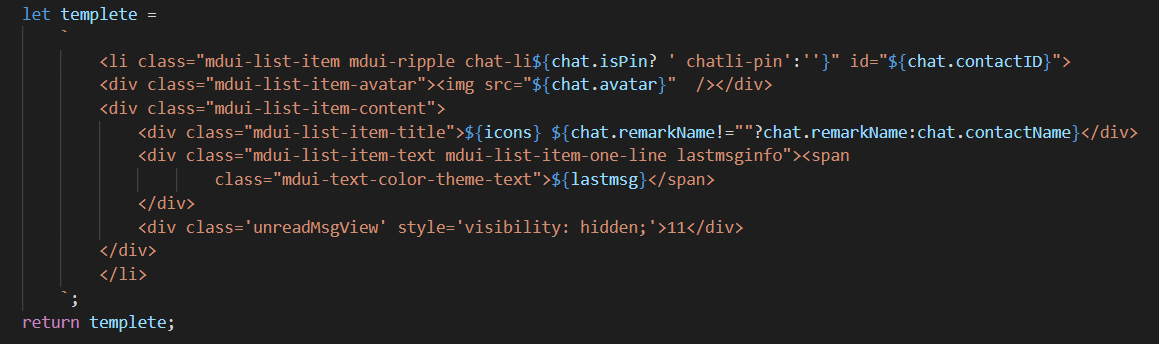 let templete =
`
<li class="mdui-list-item mdui-ripple chat-li${chat.isPin? ' chatli-pin':''}" id="${chat.contactID}">
<div class="mdui-list-item-avatar"><img src="${chat.avatar}"  /></div>
<div class="mdui-list-item-content">
<div class="mdui-list-item-title">${icons} ${chat.remarkName!=""?chat.remarkName:chat.contactName}</div>
<div class="mdui-list-item-text mdui-list-item-one-line lastmsginfo"><span
class="mdui-text-color-theme-text">${lastmsg}</span>
</div>
<div class='unreadMsgView' style='visibility: hidden;'>11</div>
</div>
</li>
`;
return templete;